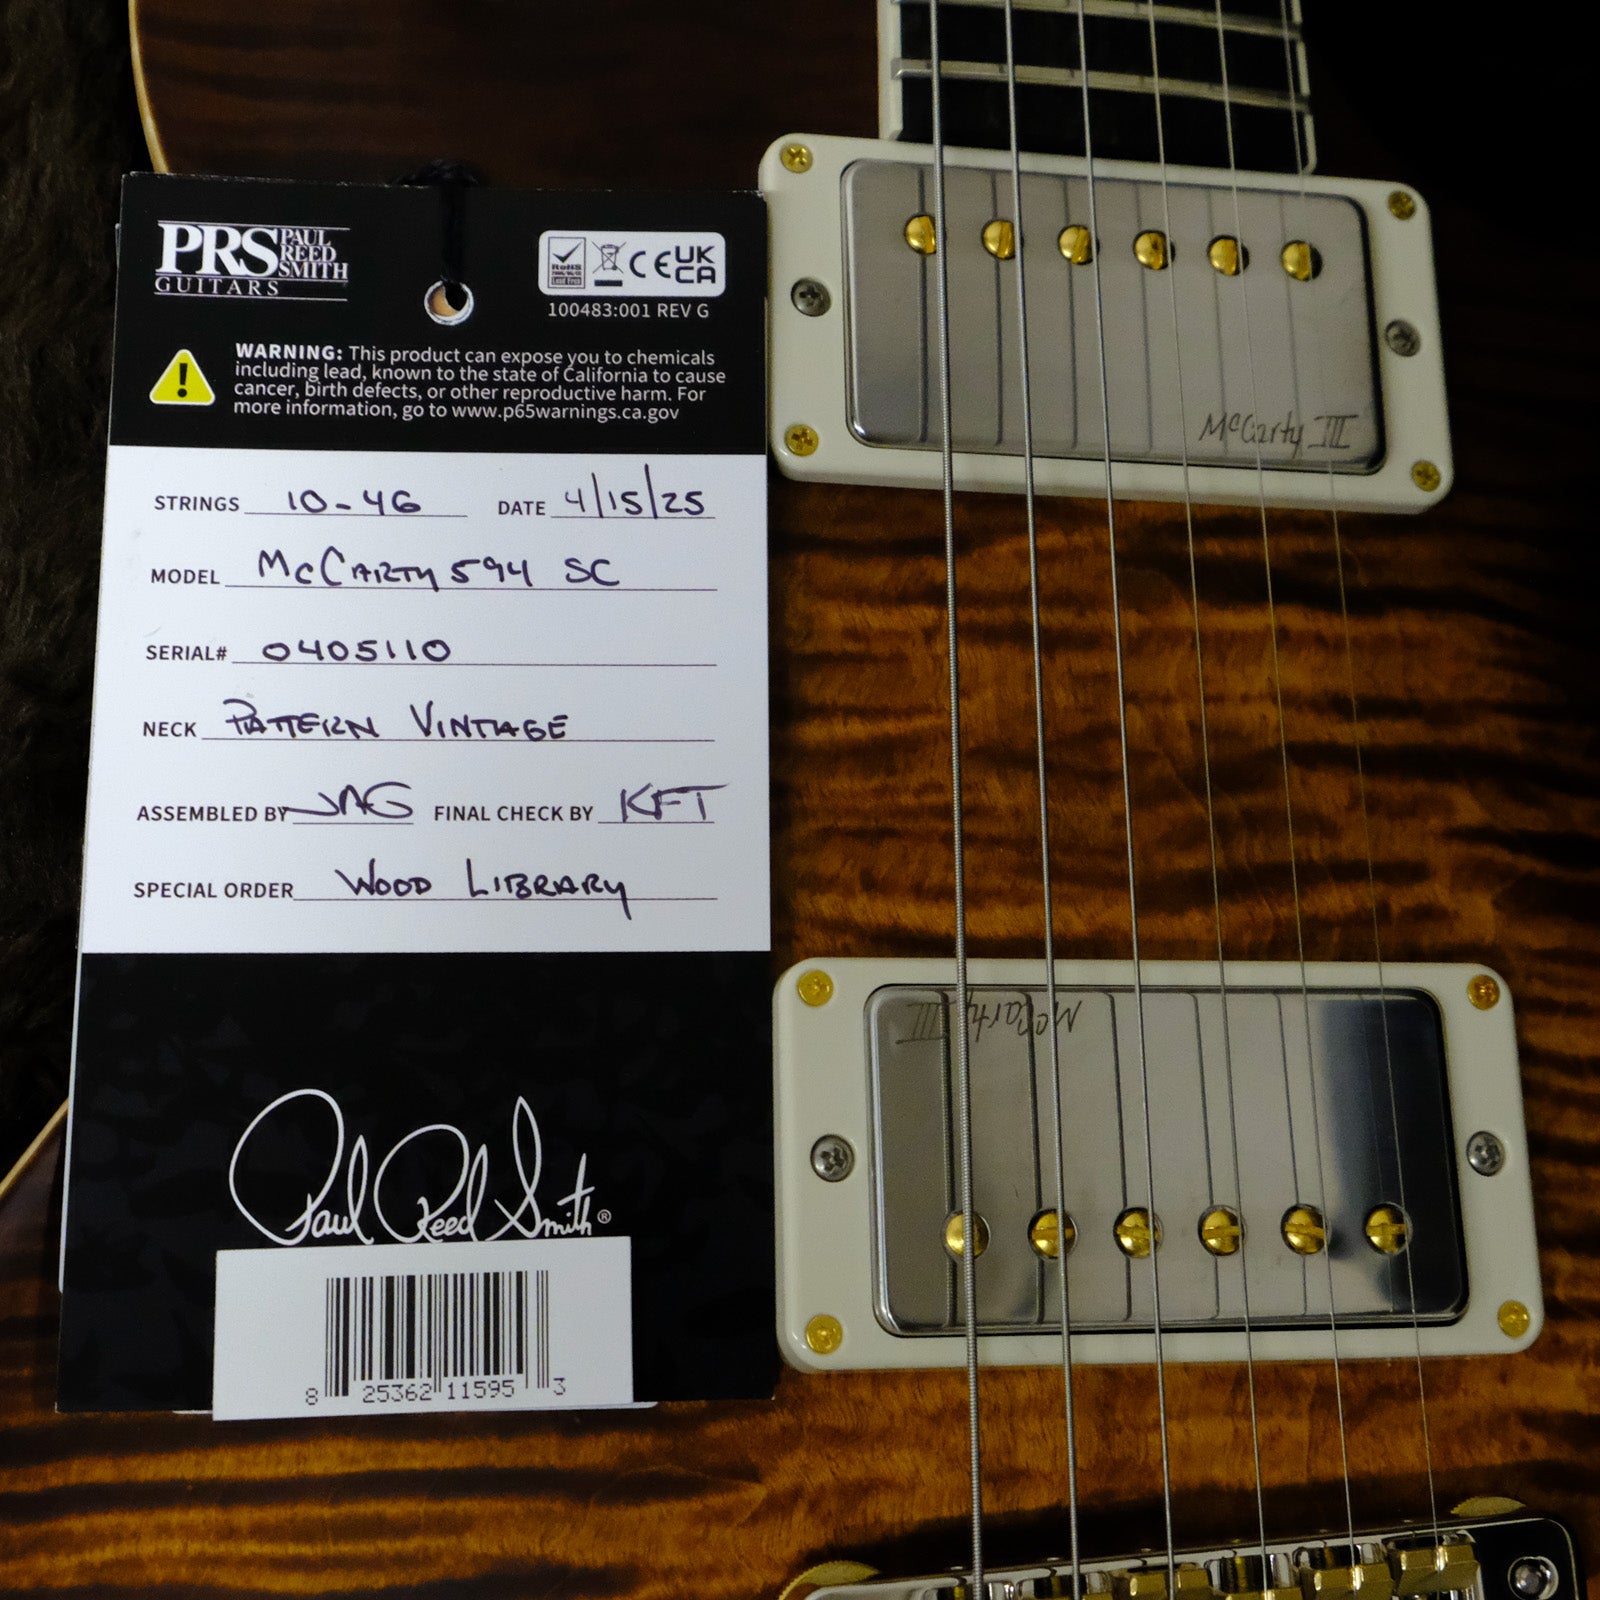 PRS PAUL REED SMITH
GUITARS
RoHS
Lead free
CE UK CA
100483:001 REV G
WARNING: This product can expose you to chemicals
including lead, known to the state of California to cause
cancer, birth defects, or other reproductive harm. For
more information, go to www.p65warnings.ca.gov
STRINGS 10-46 DATE 4/15/25
MODEL McCarty 594 SC
SERIAL# 0405110
NECK Pattern Vintage
ASSEMBLED BY JAG FINAL CHECK BY KFT
SPECIAL ORDER Wood Library
Paul Reed Smith®
8 25362 11595 3
McCarty III
McCarty III